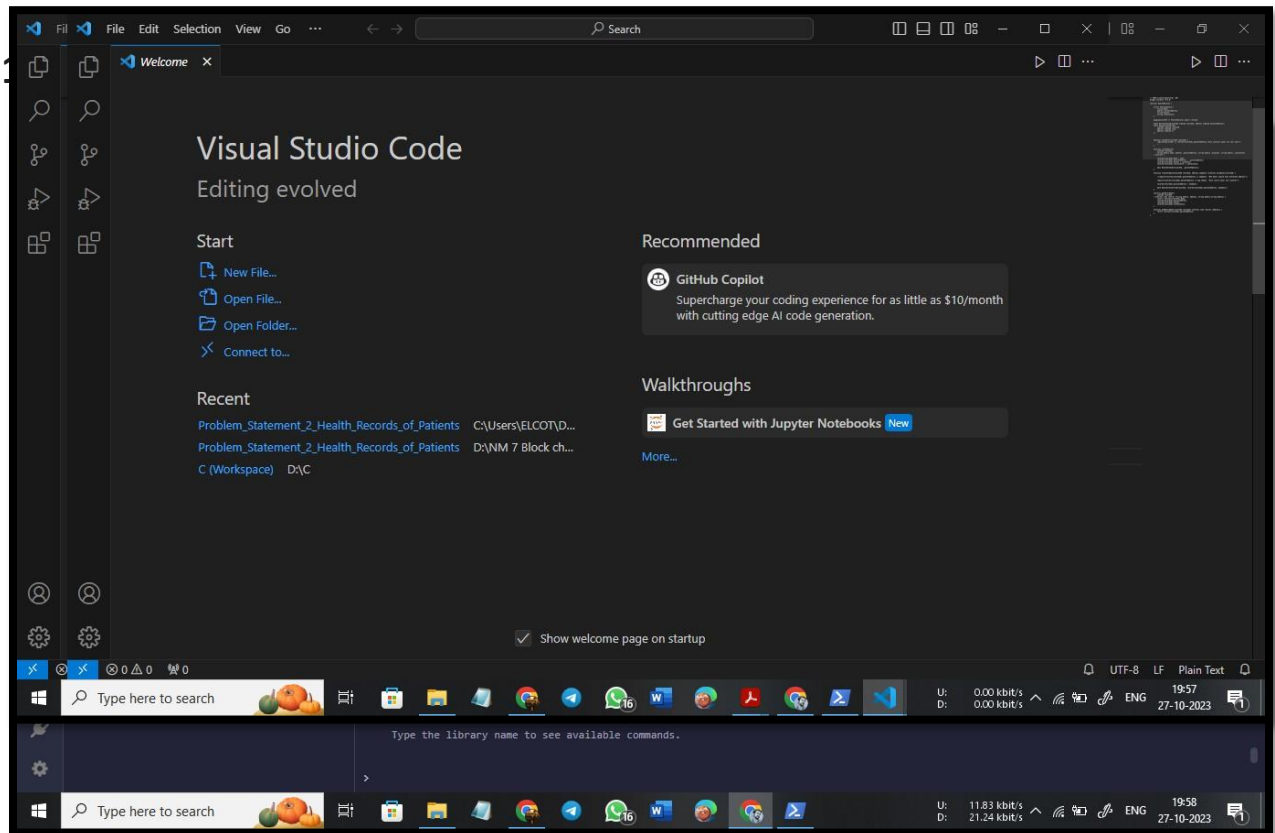 1
Fil File Edit Selection View Go ··· Search
Welcome
Visual Studio Code
Editing evolved
Start
New File...
Open File...
Open Folder...
Connect to...
Recent
Problem_Statement_2_Health_Records_of_Patients C:\Users\ELCOT\D...
Problem_Statement_2_Health_Records_of_Patients D:\NM 7 Block ch...
C (Workspace) D:\C
Recommended
GitHub Copilot
Supercharge your coding experience for as little as $10/month
with cutting edge AI code generation.
Walkthroughs
Get Started with Jupyter Notebooks New
More...
Show welcome page on startup
0 0 0 UTF-8 LF Plain Text
Type here to search 16 U: 0.00 kbit/s D: 0.00 kbit/s ENG 19:57 27-10-2023 1
Type the library name to see available commands.
>
Type here to search 16 U: 11.83 kbit/s D: 21.24 kbit/s ENG 19:58 27-10-2023 1